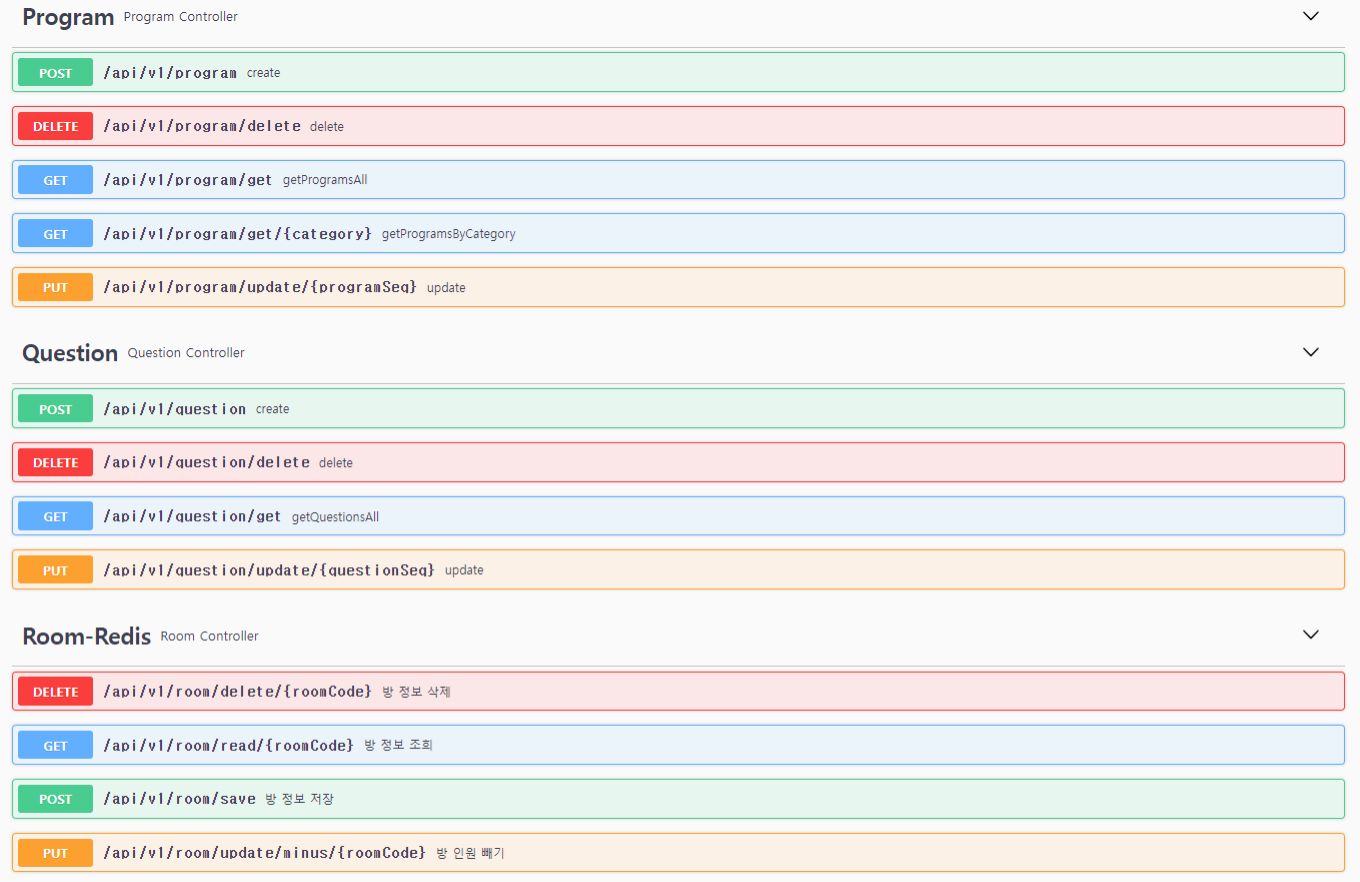 Program Program Controller
POST /api/v1/program create
DELETE /api/v1/program/delete delete
GET /api/v1/program/get getProgramsAll
GET /api/v1/program/get/{category} getProgramsByCategory
PUT /api/v1/program/update/{programSeq} update
Question Question Controller
POST /api/v1/question create
DELETE /api/v1/question/delete delete
GET /api/v1/question/get getQuestionsAll
PUT /api/v1/question/update/{questionSeq} update
Room-Redis Room Controller
DELETE /api/v1/room/delete/{roomCode} 방 정보 삭제
GET /api/v1/room/read/{roomCode} 방 정보 조회
POST /api/v1/room/save 방 정보 저장
PUT /api/v1/room/update/minus/{roomCode} 방 인원 빼기